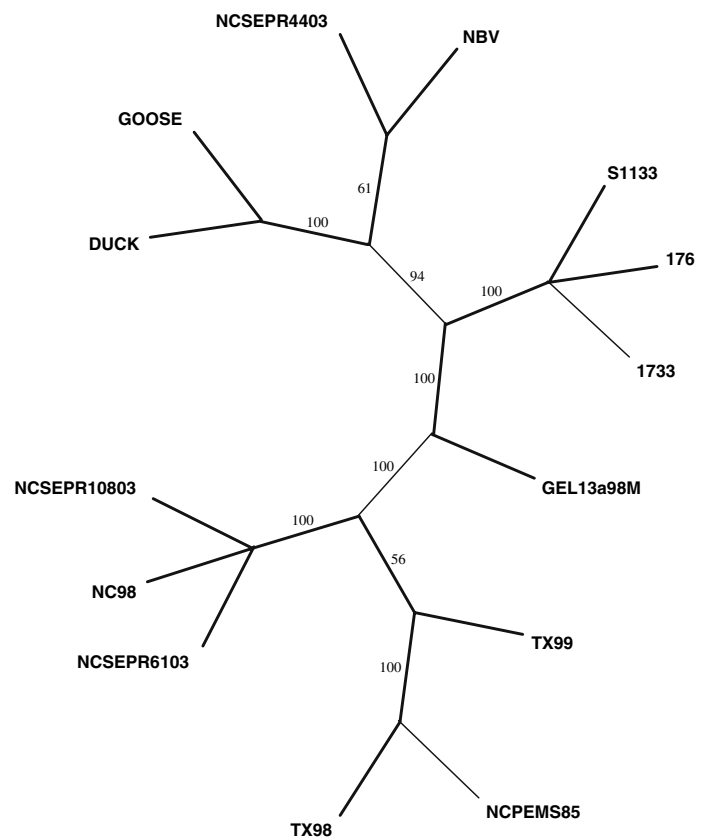 NCSEPR4403
NBV
GOOSE
S1133
61
100
DUCK
176
94
100
1733
100
100
GEL13a98M
NCSEPR10803
100
56
NC98
TX99
NCSEPR6103
100
NCPEMS85
TX98